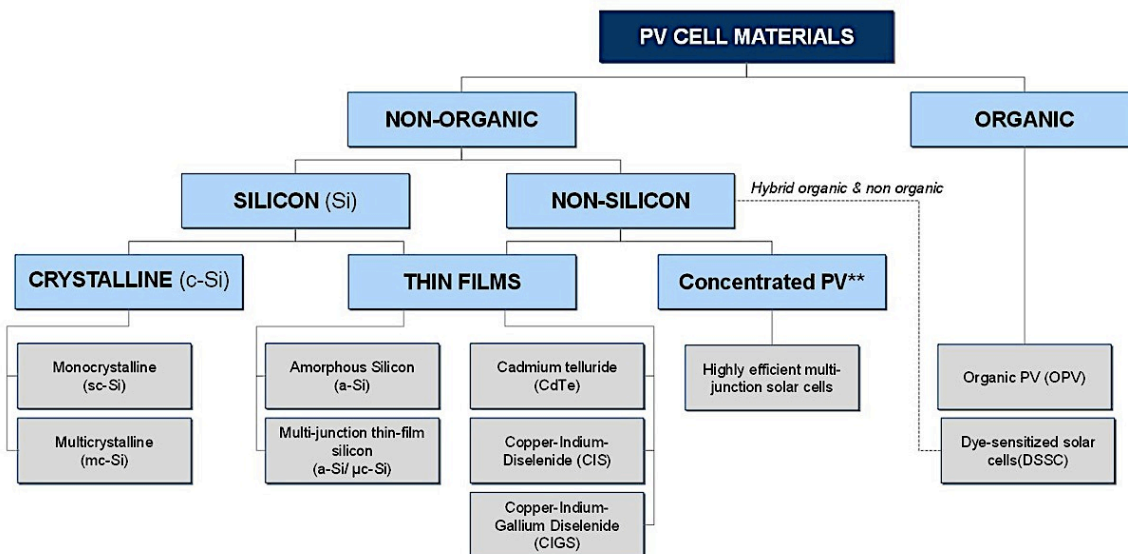 PV CELL MATERIALS
NON-ORGANIC
ORGANIC
SILICON (Si)
NON-SILICON
Hybrid organic & non organic
CRYSTALLINE (c-Si)
THIN FILMS
Concentrated PV**
Monocrystalline
(sc-Si)
Amorphous Silicon
(a-Si)
Cadmium telluride
(CdTe)
Highly efficient multi-
junction solar cells
Organic PV (OPV)
Multicrystalline
(mc-Si)
Multi-junction thin-film
silicon
(a-Si/ μc-Si)
Copper-Indium-
Diselenide (CIS)
Dye-sensitized solar
cells(DSSC)
Copper-Indium-
Gallium Diselenide
(CIGS)